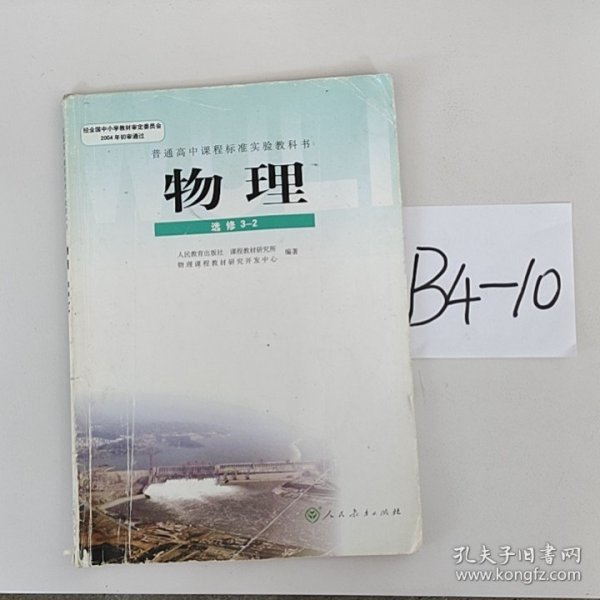 经全国中小学教材审定委员会
2004年初审通过
普通高中课程标准实验教科书
物理
选修 3-2
人民教育出版社 课程教材研究所
物理课程教材研究开发中心
编著
B4-10
人民教育出版社
孔夫子旧书网
www.kongfz.com